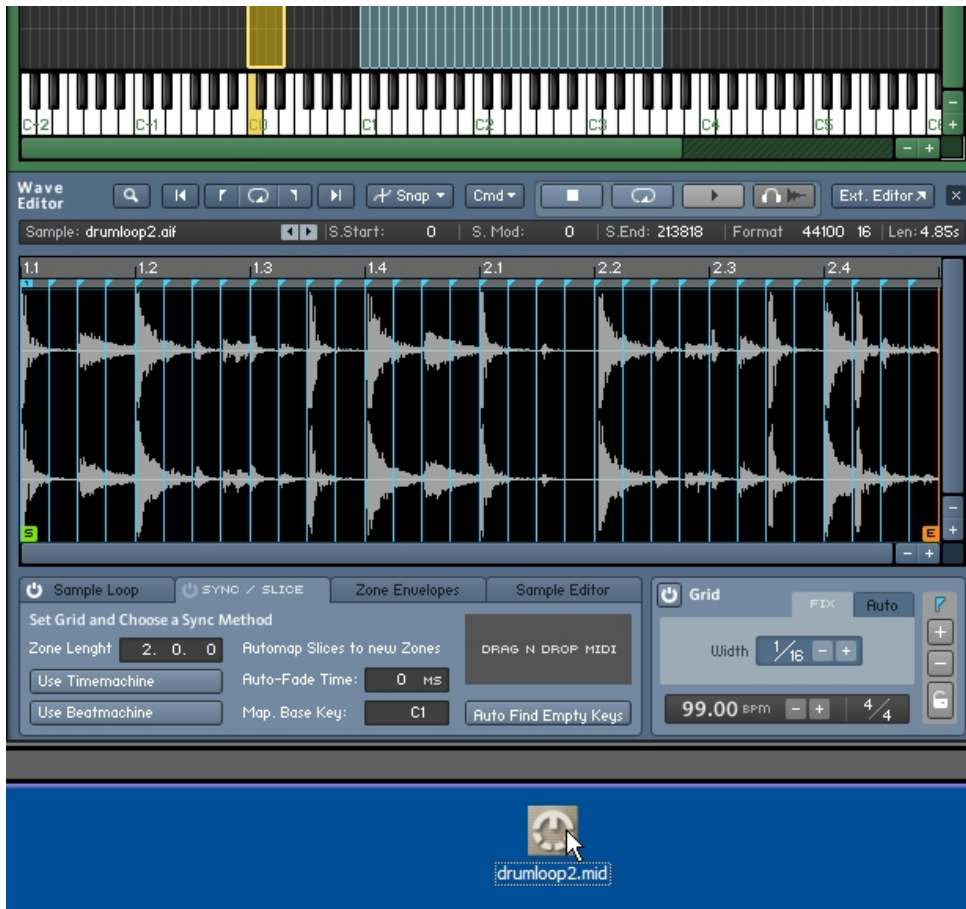 C-2 C-1 C0 C1 C2 C3 C4 C5 C6
Wave
Editor
Snap Cmd Ext. Editor
Sample: drumloop2.aif S.Start: 0 S. Mod: 0 S.End: 213818 Format 44100 16 Len: 4.85s
1.1 1.2 1.3 1.4 2.1 2.2 2.3 2.4
1
S E
Sample Loop SYNC / SLICE Zone Envelopes Sample Editor
Set Grid and Choose a Sync Method
Zone Lenght 2. 0. 0 Automap Slices to new Zones
Use Timemachine Auto-Fade Time: 0 MS
Use Beatmachine Map. Base Key: C1
DRAG N DROP MIDI
Auto Find Empty Keys
Grid FIX Auto
Width 1/16 - +
99.00 BPM - + 4/4
drumloop2.mid